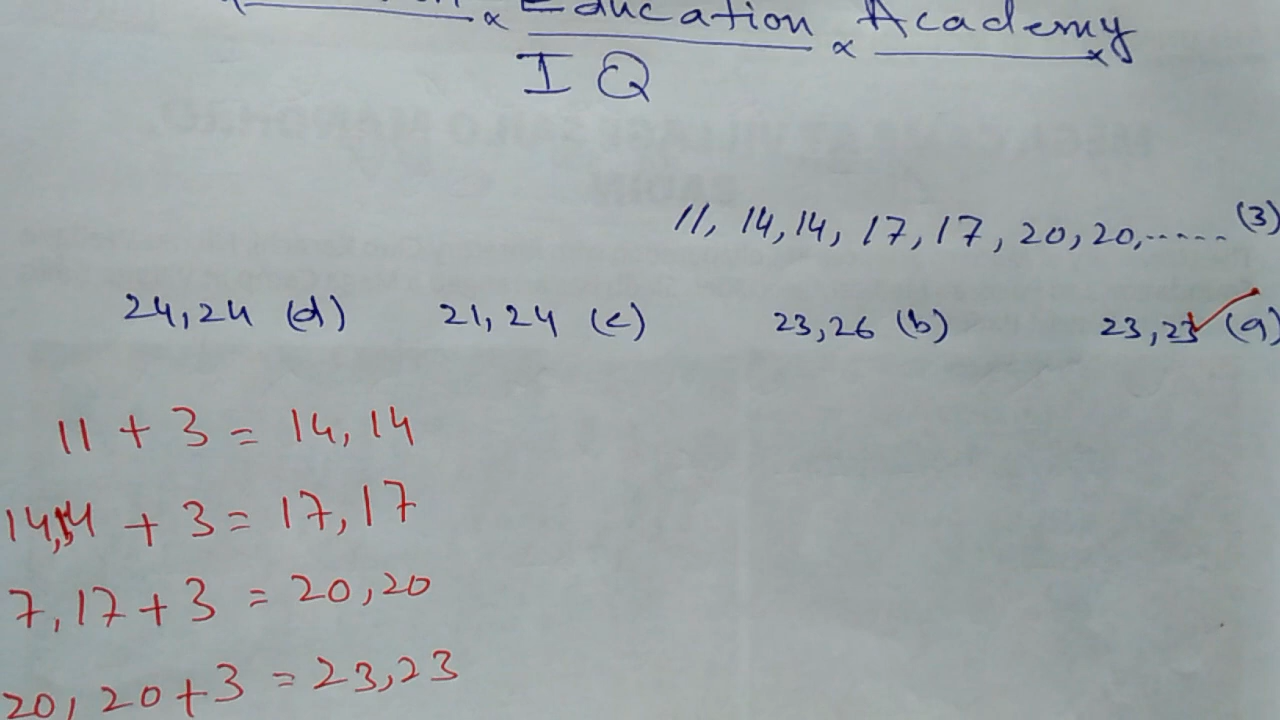 Education Academy
IQ
11, 14, 14, 17, 17, 20, 20, ...... (3)
24, 24 (d) 21, 24 (c) 23, 26 (b) 23, 23 (a)
11 + 3 = 14, 14
14, 14 + 3 = 17, 17
7, 17 + 3 = 20, 20
20, 20 + 3 = 23, 23